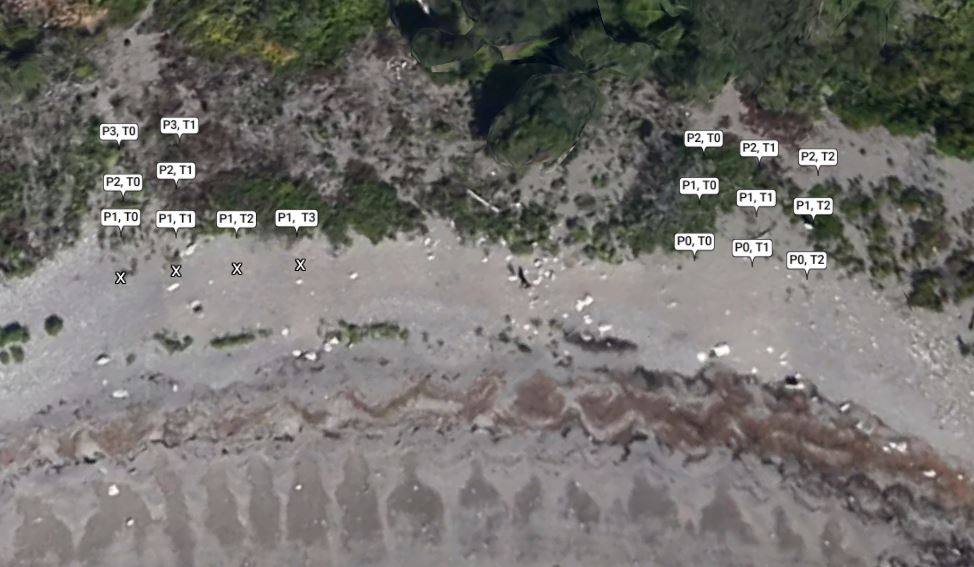 P3, T0
P3, T1
P2, T0
P2, T1
P1, T0
P1, T1
P1, T2
P1, T3
X
X
X
X
P2, T0
P2, T1
P2, T2
P1, T0
P1, T1
P1, T2
P0, T0
P0, T1
P0, T2